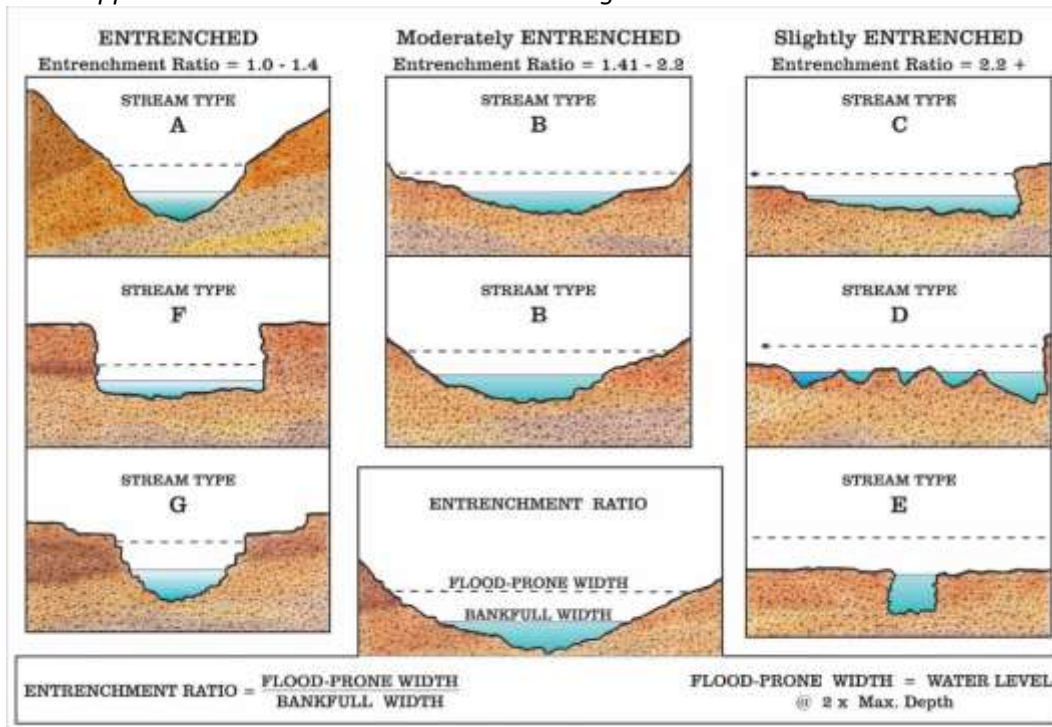 ENTRENCHED
Entrenchment Ratio = 1.0 - 1.4
STREAM TYPE
A
STREAM TYPE
F
STREAM TYPE
G
Moderately ENTRENCHED
Entrenchment Ratio = 1.41 - 2.2
STREAM TYPE
B
STREAM TYPE
B
Slightly ENTRENCHED
Entrenchment Ratio = 2.2 +
STREAM TYPE
C
STREAM TYPE
D
STREAM TYPE
E
ENTRENCHMENT RATIO
FLOOD-PRONE WIDTH
BANKFULL WIDTH
ENTRENCHMENT RATIO = FLOOD-PRONE WIDTH
BANKFULL WIDTH
FLOOD-PRONE WIDTH = WATER LEVEL
@ 2 x Max. Depth